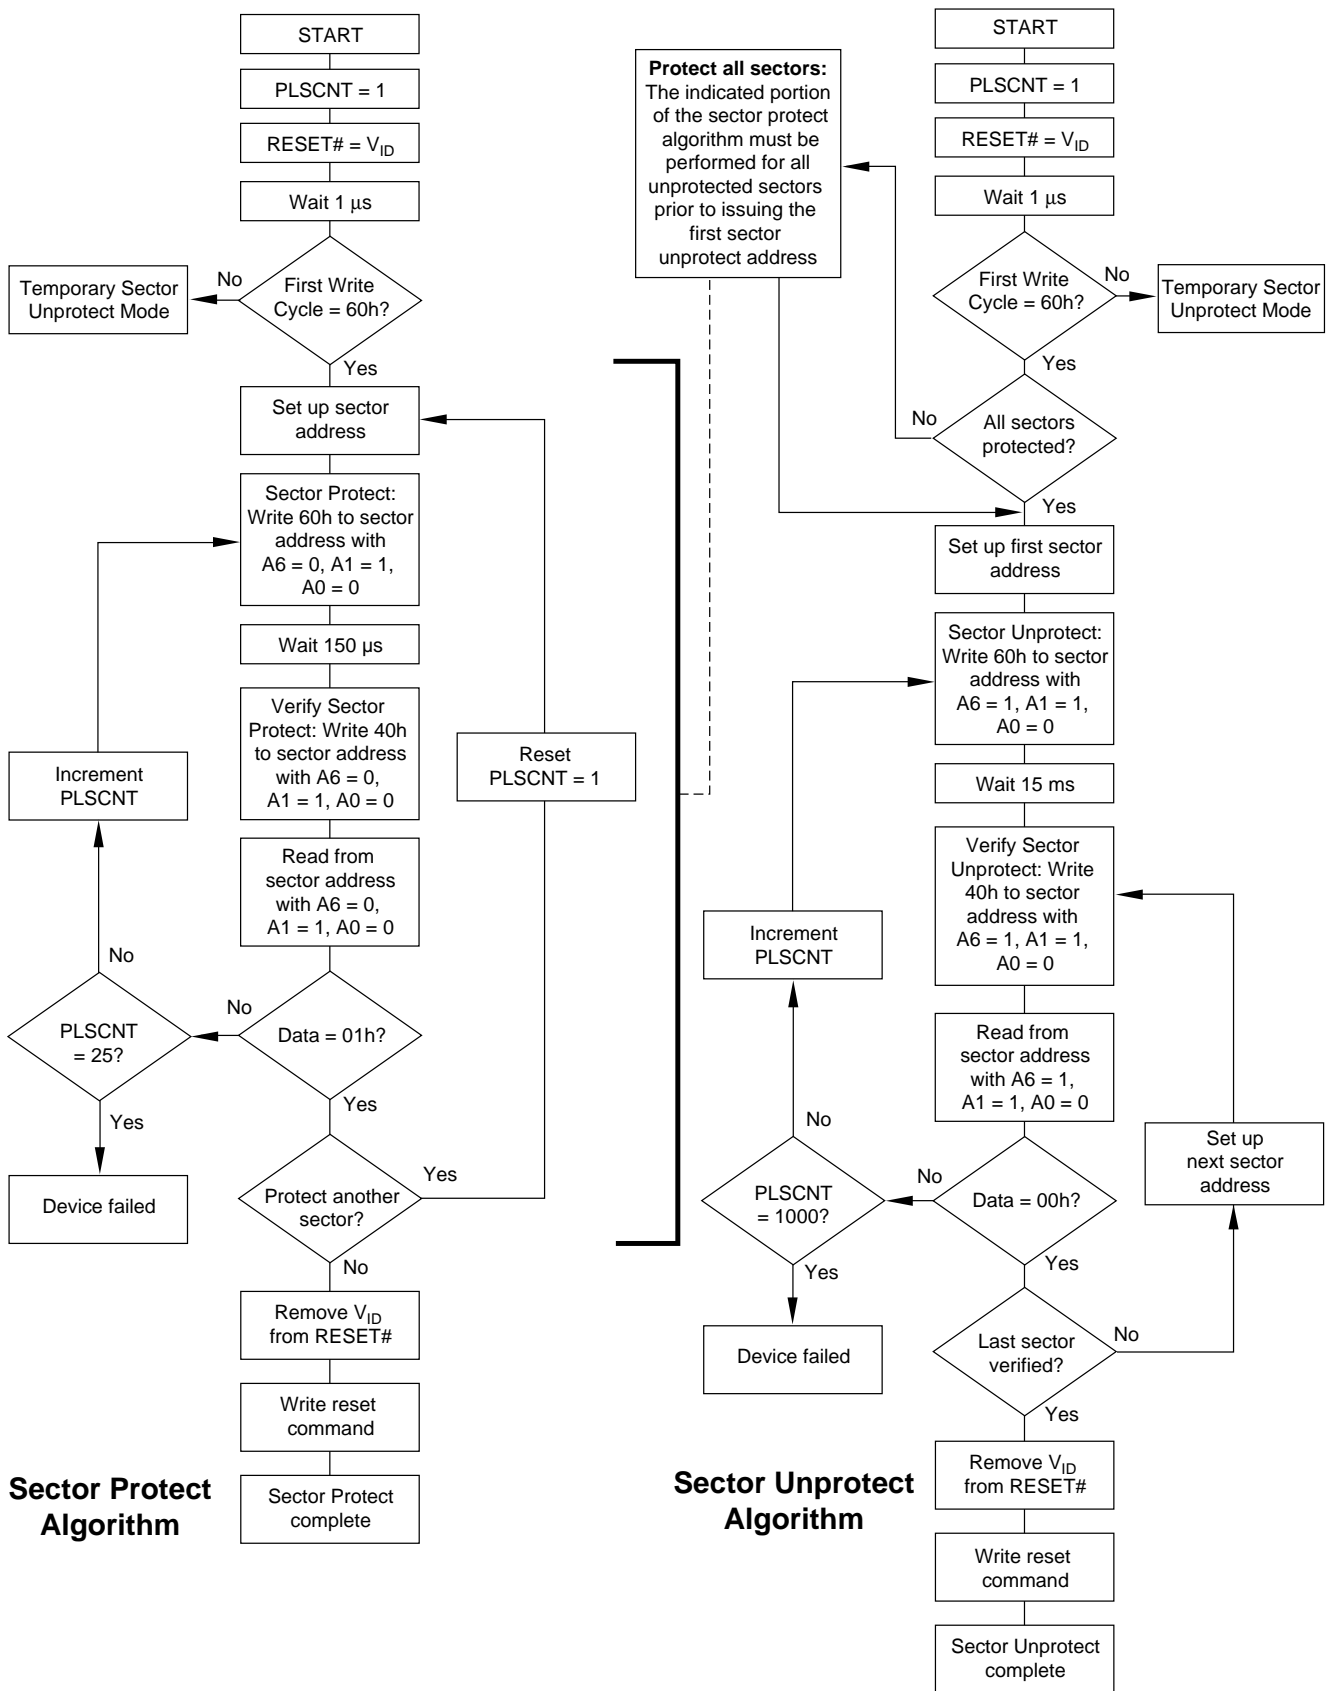 START
PLSCNT = 1
RESET# = VID
Wait 1 μs
First Write
Cycle = 60h?
No
Temporary Sector
Unprotect Mode
Yes
Set up sector
address
Sector Protect:
Write 60h to sector
address with
A6 = 0, A1 = 1,
A0 = 0
Wait 150 µs
Verify Sector
Protect: Write 40h
to sector address
with A6 = 0,
A1 = 1, A0 = 0
Reset
PLSCNT = 1
Increment
PLSCNT
Read from
sector address
with A6 = 0,
A1 = 1, A0 = 0
No
No
Data = 01h?
PLSCNT
= 25?
Yes
Yes
Device failed
Protect another
sector?
Yes
No
Remove VID
from RESET#
Write reset
command
Sector Protect
complete
Sector Protect
Algorithm
Protect all sectors:
The indicated portion
of the sector protect
algorithm must be
performed for all
unprotected sectors
prior to issuing the
first sector
unprotect address
START
PLSCNT = 1
RESET# = VID
Wait 1 μs
First Write
Cycle = 60h?
No
Temporary Sector
Unprotect Mode
Yes
No
All sectors
protected?
Yes
Set up first sector
address
Sector Unprotect:
Write 60h to sector
address with
A6 = 1, A1 = 1,
A0 = 0
Wait 15 ms
Verify Sector
Unprotect: Write
40h to sector
address with
A6 = 1, A1 = 1,
A0 = 0
Increment
PLSCNT
Read from
sector address
with A6 = 1,
A1 = 1, A0 = 0
No
Set up
next sector
address
No
Data = 00h?
PLSCNT
= 1000?
Yes
Yes
Device failed
Last sector
verified?
No
Yes
Remove VID
from RESET#
Write reset
command
Sector Unprotect
complete
Sector Unprotect
Algorithm